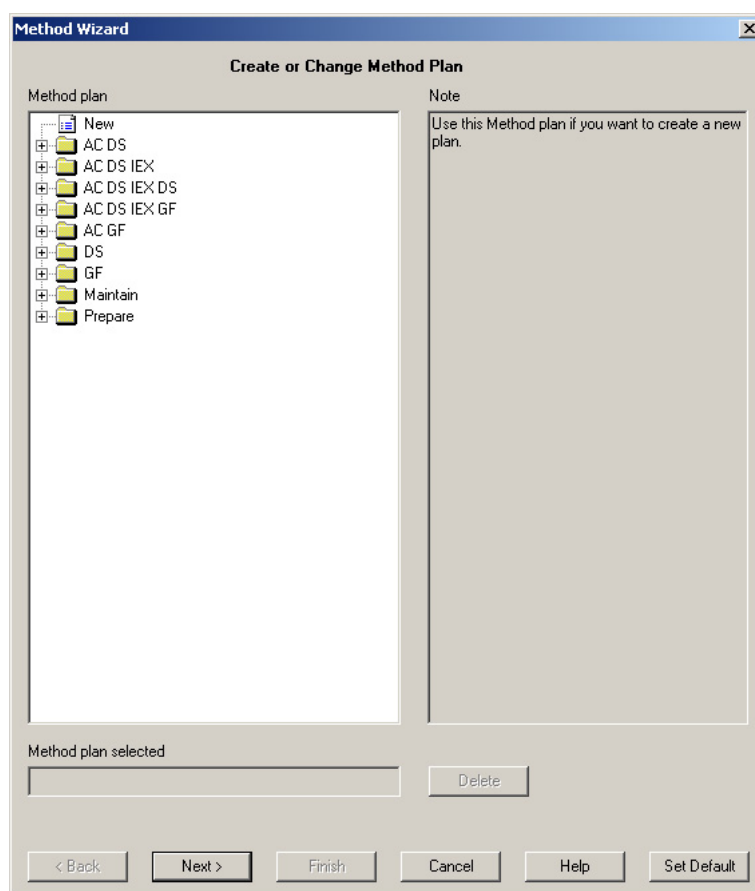 Method Wizard
Create or Change Method Plan
Method plan
Note
New
AC DS
AC DS IEX
AC DS IEX DS
AC DS IEX GF
AC GF
DS
GF
Maintain
Prepare
Use this Method plan if you want to create a new
plan.
Method plan selected
Delete
< Back
Next >
Finish
Cancel
Help
Set Default